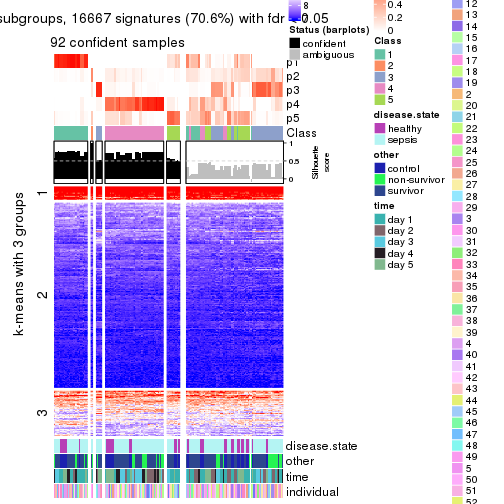 subgroups, 16667 signatures (70.6%) with fdr < 0.05
92 confident samples
p1
p2
p3
p4
p5
Class
1
0.5
0
Silhouette
score
k-means with 3 groups
1
2
3
disease.state
other
time
individual
8
0
Status (barplots)
confident
ambiguous
0.4
0.2
0
Class
1
2
3
4
5
disease.state
healthy
sepsis
other
control
non-survivor
survivor
time
day 1
day 2
day 3
day 4
day 5
12
13
14
15
16
17
18
19
2
20
21
22
23
24
25
26
27
28
29
3
30
31
32
33
34
35
36
37
38
39
4
40
41
42
43
44
45
46
47
48
49
5
50
51
52